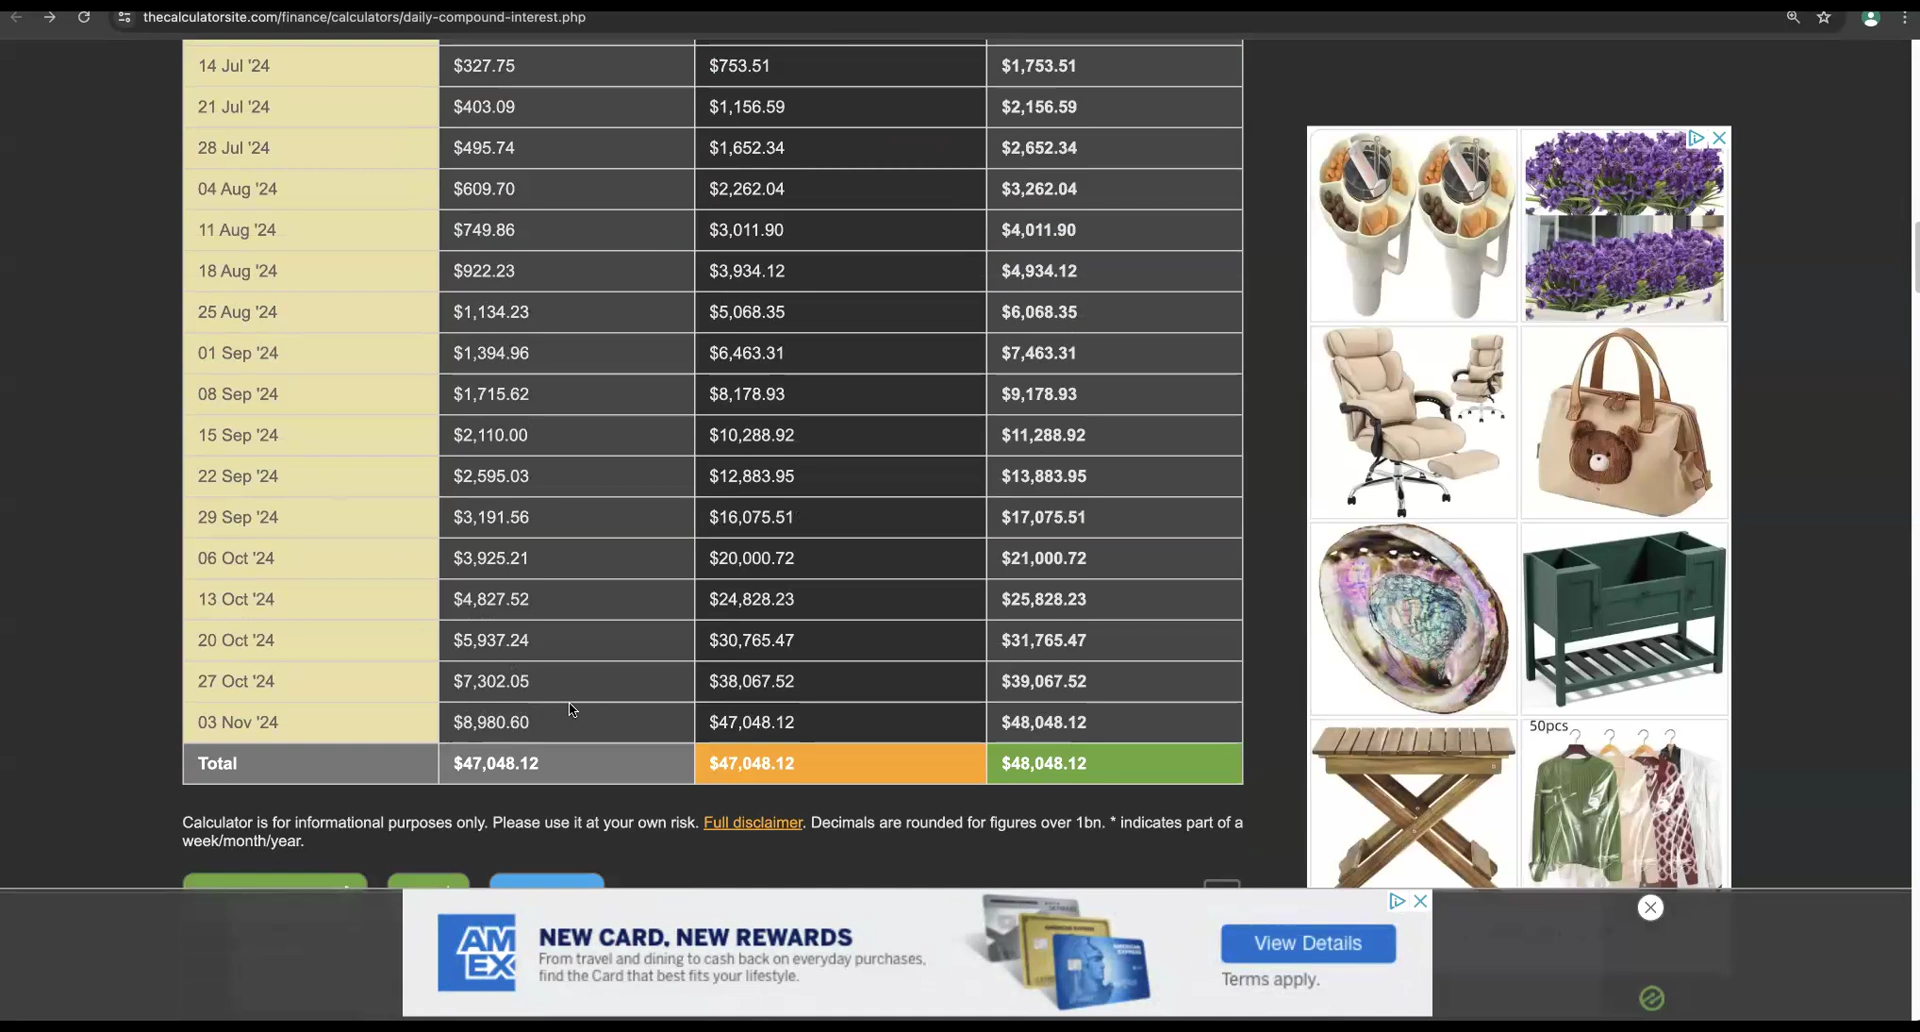 thecalculatorsite.com/finance/calculators/daily-compound-interest.php
14 Jul '24 $327.75 $753.51 $1,753.51
21 Jul '24 $403.09 $1,156.59 $2,156.59
28 Jul '24 $495.74 $1,652.34 $2,652.34
04 Aug '24 $609.70 $2,262.04 $3,262.04
11 Aug '24 $749.86 $3,011.90 $4,011.90
18 Aug '24 $922.23 $3,934.12 $4,934.12
25 Aug '24 $1,134.23 $5,068.35 $6,068.35
01 Sep '24 $1,394.96 $6,463.31 $7,463.31
08 Sep '24 $1,715.62 $8,178.93 $9,178.93
15 Sep '24 $2,110.00 $10,288.92 $11,288.92
22 Sep '24 $2,595.03 $12,883.95 $13,883.95
29 Sep '24 $3,191.56 $16,075.51 $17,075.51
06 Oct '24 $3,925.21 $20,000.72 $21,000.72
13 Oct '24 $4,827.52 $24,828.23 $25,828.23
20 Oct '24 $5,937.24 $30,765.47 $31,765.47
27 Oct '24 $7,302.05 $38,067.52 $39,067.52
03 Nov '24 $8,980.60 $47,048.12 $48,048.12
Total $47,048.12 $47,048.12 $48,048.12
50pcs
Calculator is for informational purposes only. Please use it at your own risk. Full disclaimer. Decimals are rounded for figures over 1bn. * indicates part of a
week/month/year.
AM
EX
NEW CARD, NEW REWARDS
From travel and dining to cash back on everyday purchases,
find the Card that best fits your lifestyle.
View Details
Terms apply.